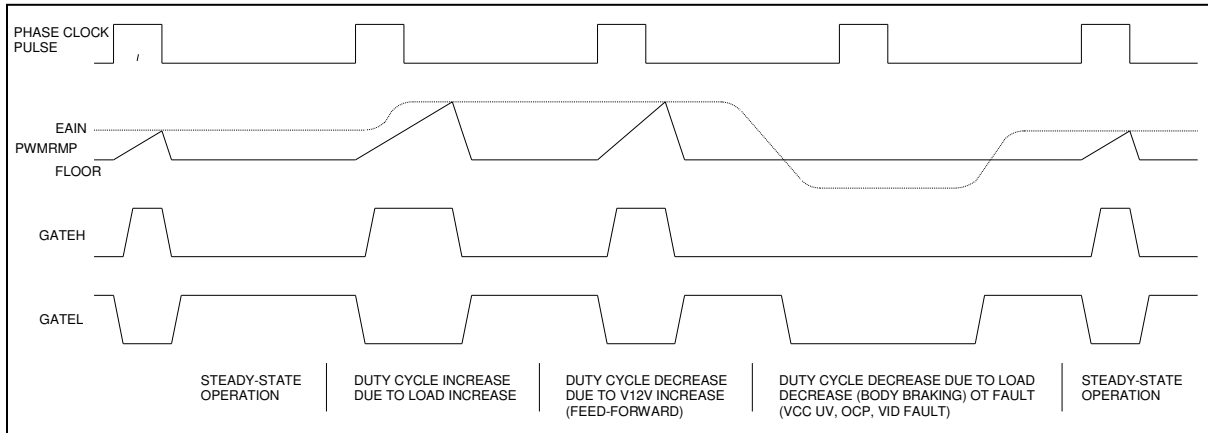 PHASE CLOCK
PULSE
EAIN
PWMRMP
FLOOR
GATEH
GATEL
STEADY-STATE
OPERATION
DUTY CYCLE INCREASE
DUE TO LOAD INCREASE
DUTY CYCLE DECREASE
DUE TO V12V INCREASE
(FEED-FORWARD)
DUTY CYCLE DECREASE DUE TO LOAD
DECREASE (BODY BRAKING) OT FAULT
(VCC UV, OCP, VID FAULT)
STEADY-STATE
OPERATION